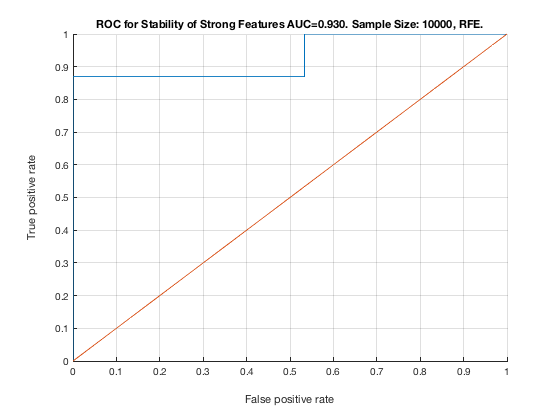 ROC for Stability of Strong Features AUC=0.930. Sample Size: 10000, RFE.
1
0.9
0.8
0.7
0.6
0.5
0.4
0.3
0.2
0.1
0
True positive rate
0 0.1 0.2 0.3 0.4 0.5 0.6 0.7 0.8 0.9 1
False positive rate